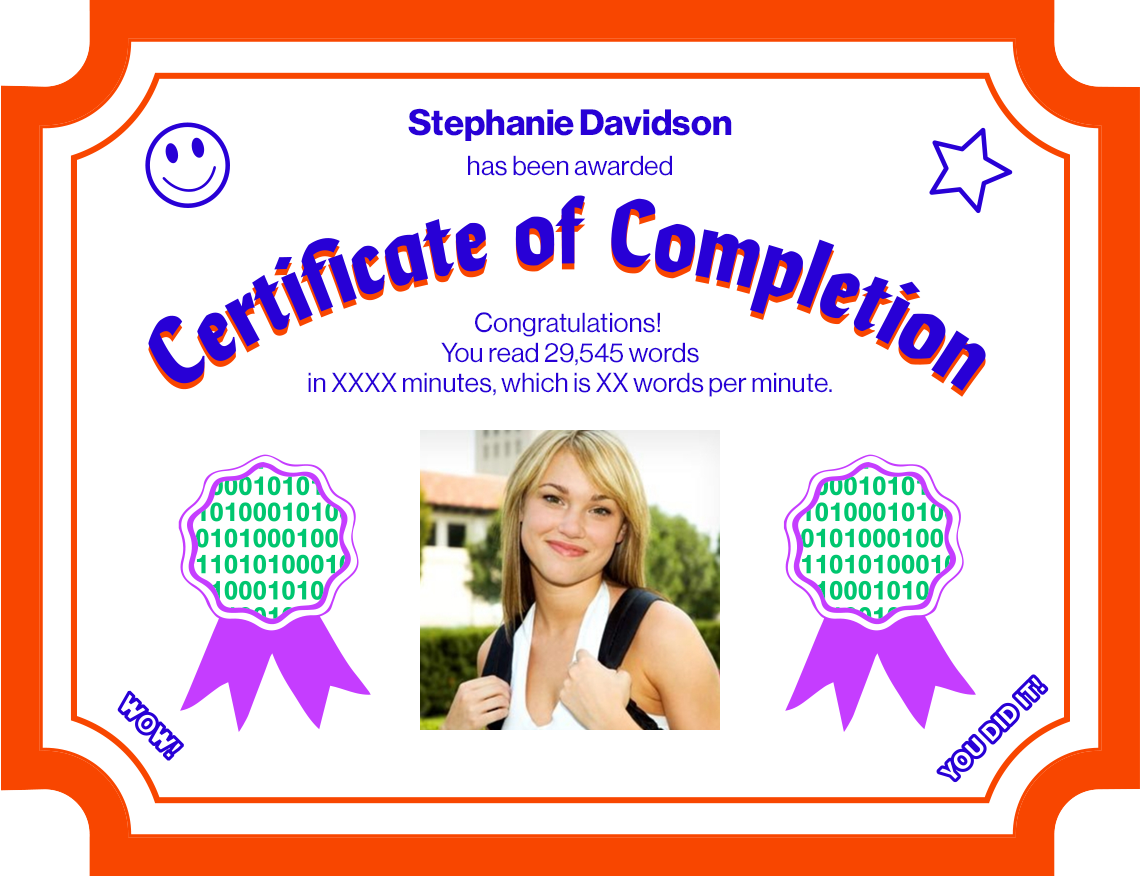 Stephanie Davidson
has been awarded
Certificate of Completion
Congratulations!
You read 29,545 words
in XXXX minutes, which is XX words per minute.
00010101
1010001010
0101000100
1101010001
10001010
00010101
1010001010
0101000100
1101010001
10001010
WOW!
YOU DID IT!